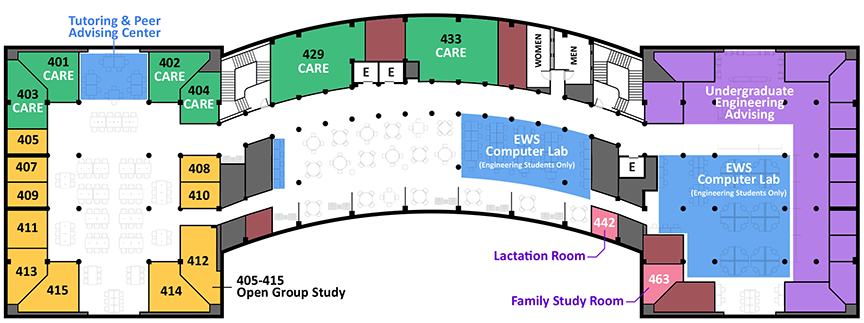 Tutoring & Peer
Advising Center
401
CARE
402
CARE
403
CARE
404
CARE
429
CARE
433
CARE
WOMEN
MEN
E
E
Undergraduate
Engineering
Advising
405
407
409
411
413
415
408
410
412
414
EWS
Computer Lab
(Engineering Students Only)
E
EWS
Computer Lab
(Engineering Students Only)
442
Lactation Room
463
Family Study Room
405-415
Open Group Study